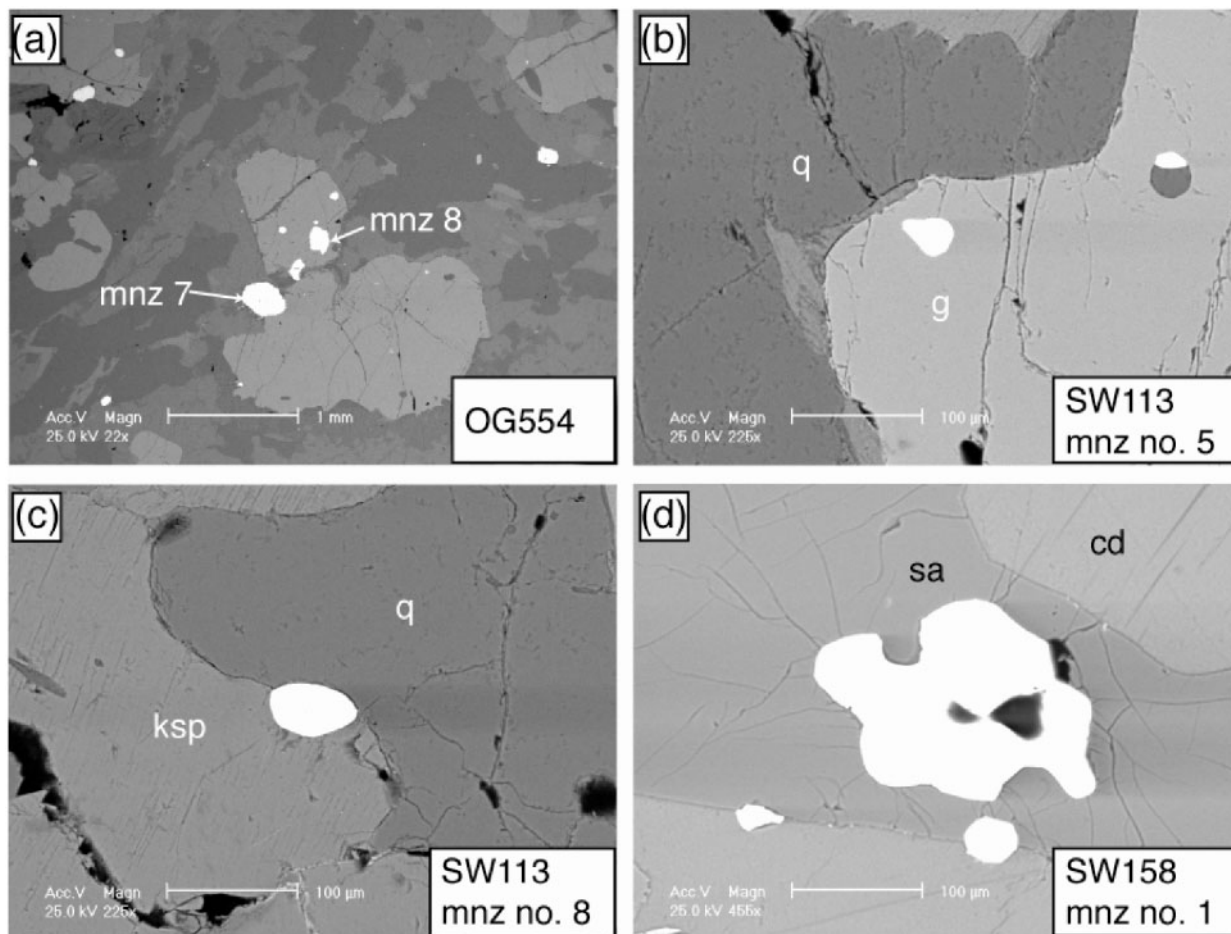 (a)
mnz 8
mnz 7
Acc.V Magn
25.0 kV 22x
1 mm
OG554
(b)
q
g
Acc.V Magn
25.0 kV 225x
100 µm
SW113
mnz no. 5
(c)
q
ksp
Acc.V Magn
25.0 kV 225x
100 µm
SW113
mnz no. 8
(d)
cd
sa
Acc.V Magn
25.0 kV 455x
100 µm
SW158
mnz no. 1